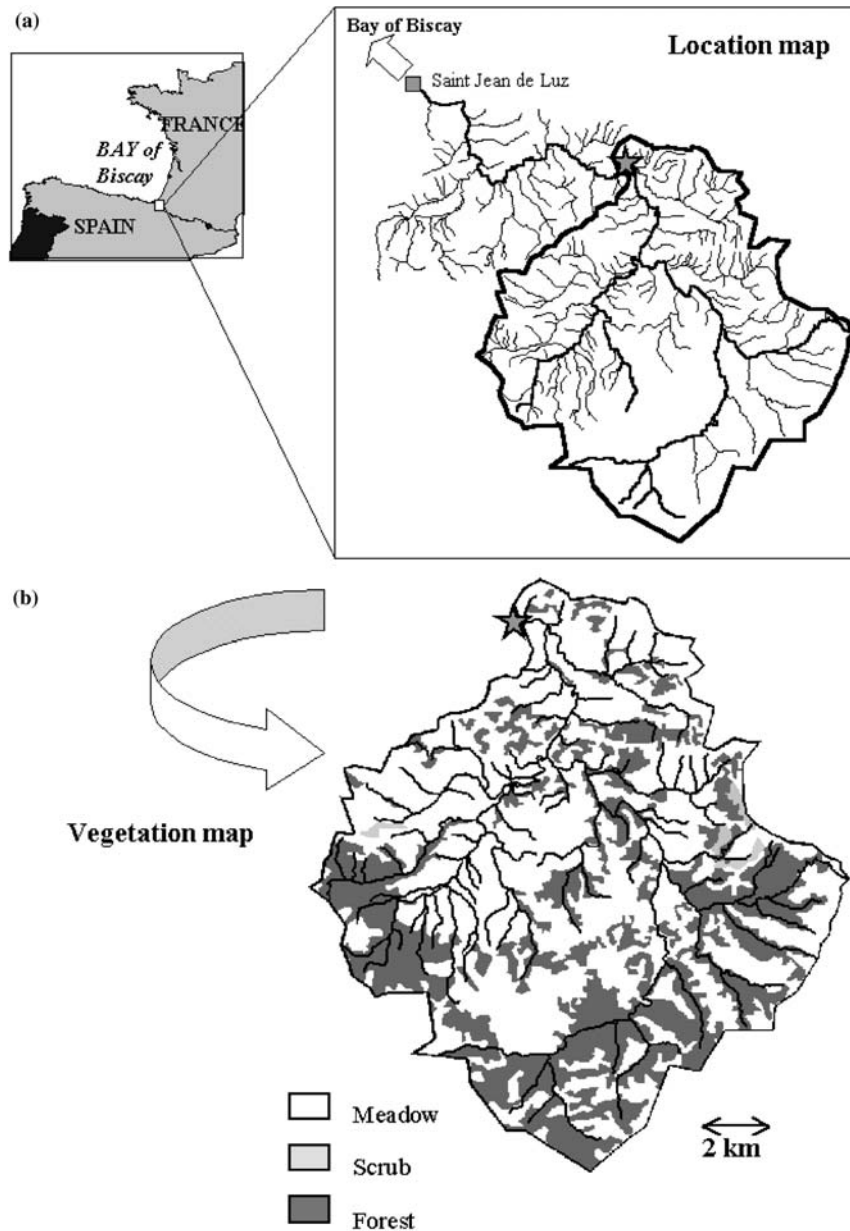 (a)
Bay of Biscay
Location map
Saint Jean de Luz
FRANCE
BAY of
Biscay
SPAIN
(b)
Vegetation map
Meadow
Scrub
Forest
2 km